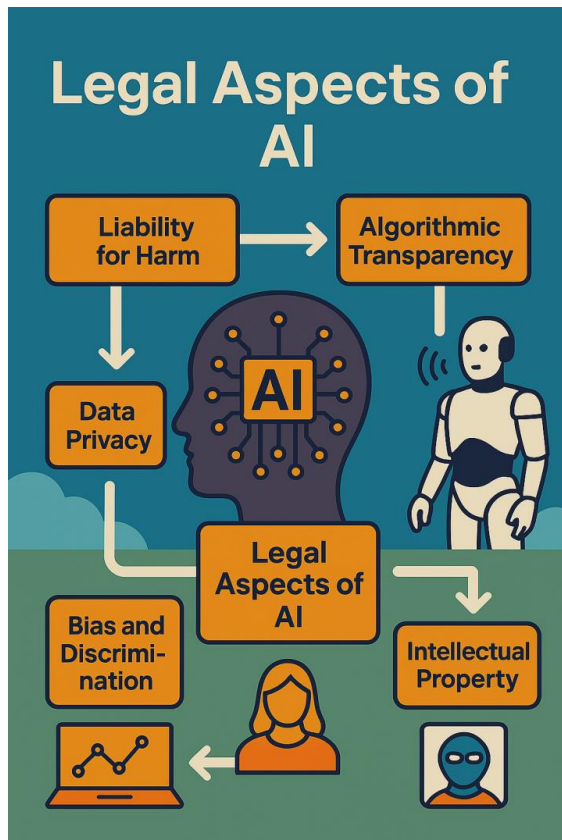 Legal Aspects of
AI
Liability
for Harm
Algorithmic
Transparency
AI
Data
Privacy
Legal
Aspects of
AI
Bias and
Discrimi-
nation
Intellectual
Property